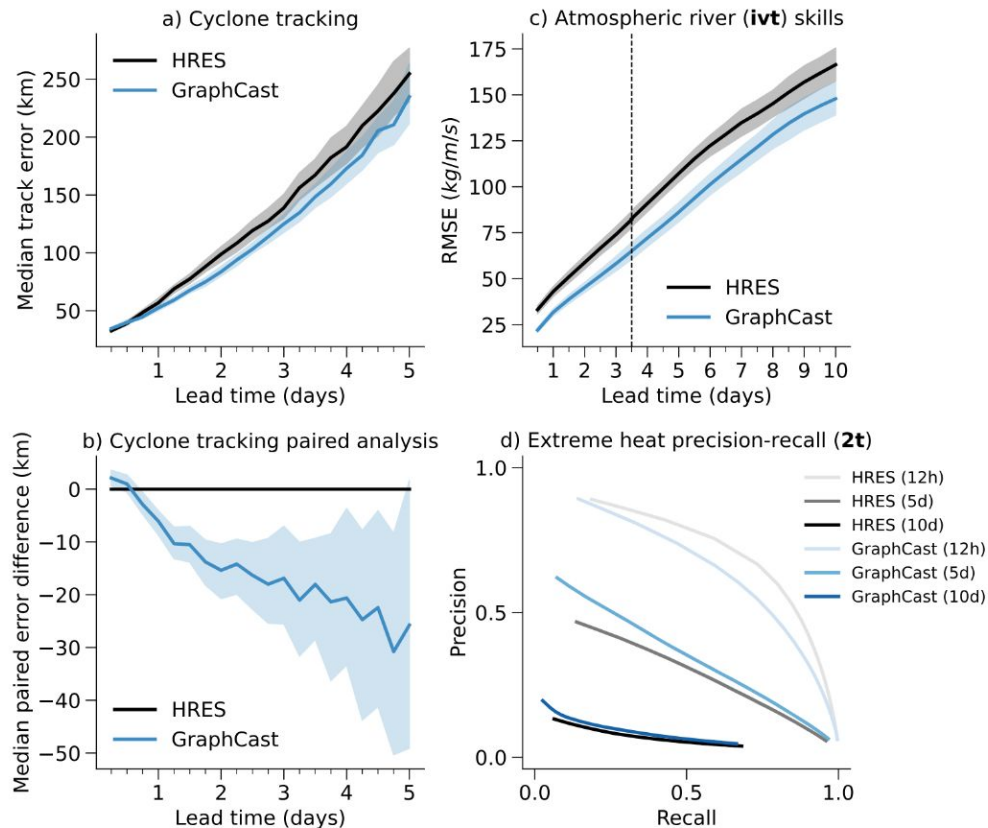 a) Cyclone tracking
HRES
GraphCast
Median track error (km)
250
200
150
100
50
1 2 3 4 5
Lead time (days)
c) Atmospheric river (ivt) skills
RMSE (kg/m/s)
175
150
125
100
75
50
25
HRES
GraphCast
1 2 3 4 5 6 7 8 9 10
Lead time (days)
b) Cyclone tracking paired analysis
Median paired error difference (km)
0
−10
−20
−30
−40
−50
HRES
GraphCast
1 2 3 4 5
Lead time (days)
d) Extreme heat precision-recall (2t)
Precision
1.0
0.5
0.0
HRES (12h)
HRES (5d)
HRES (10d)
GraphCast (12h)
GraphCast (5d)
GraphCast (10d)
0.0 0.5 1.0
Recall